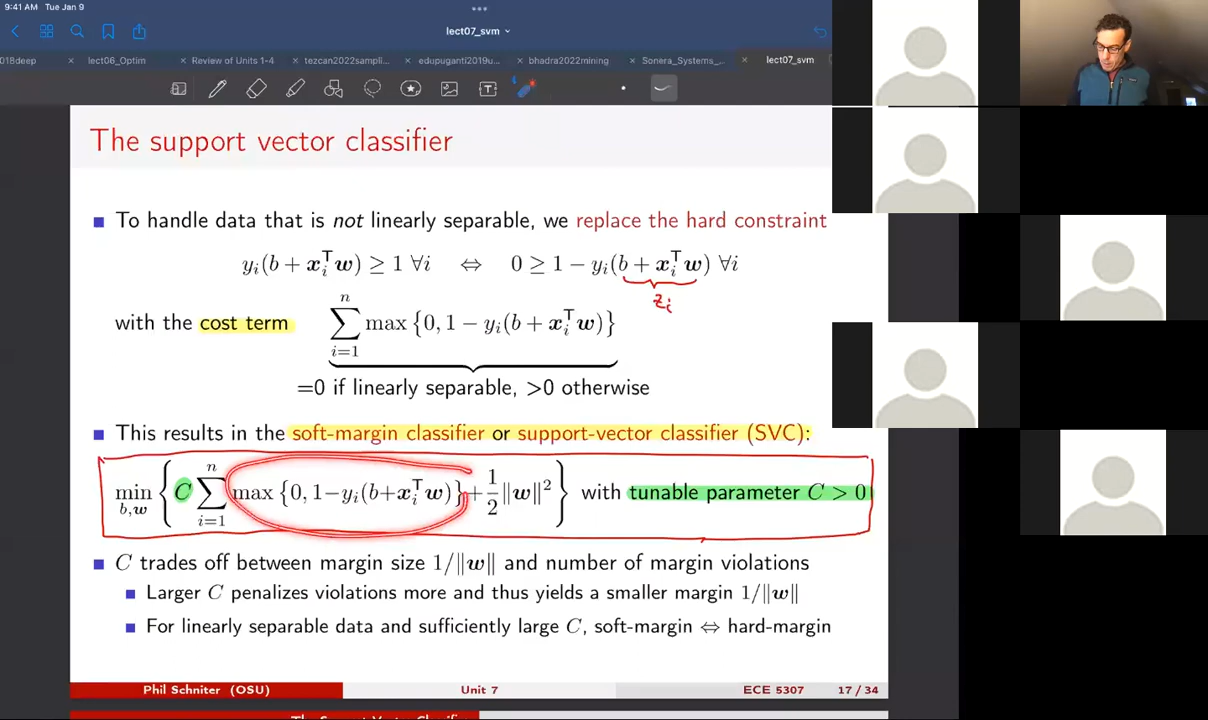 9:41 AM Tue Jan 9
lect07_svm
018deep
lect06_Optim
Review of Units 1-4
tezcan2022sampli...
edupuganti2019u...
bhadra2022mining
Sonera_Systems_...
lect07_svm
The support vector classifier
To handle data that is not linearly separable, we replace the hard constraint
yᵢ(b + xᵢᵀw) ≥ 1 ∀i ⇔ 0 ≥ 1 − yᵢ(b + xᵢᵀw) ∀i
zᵢ
with the cost term ∑ᵢ₌₁ⁿ max {0, 1 − yᵢ(b + xᵢᵀw)}
=0 if linearly separable, >0 otherwise
This results in the soft-margin classifier or support-vector classifier (SVC):
min b,w { C ∑ᵢ₌₁ⁿ max {0, 1−yᵢ(b+xᵢᵀw)} + 1/2 ‖w‖² } with tunable parameter C > 0
C trades off between margin size 1/‖w‖ and number of margin violations
Larger C penalizes violations more and thus yields a smaller margin 1/‖w‖
For linearly separable data and sufficiently large C, soft-margin ⇔ hard-margin
Phil Schniter (OSU) Unit 7 ECE 5307 17 / 34